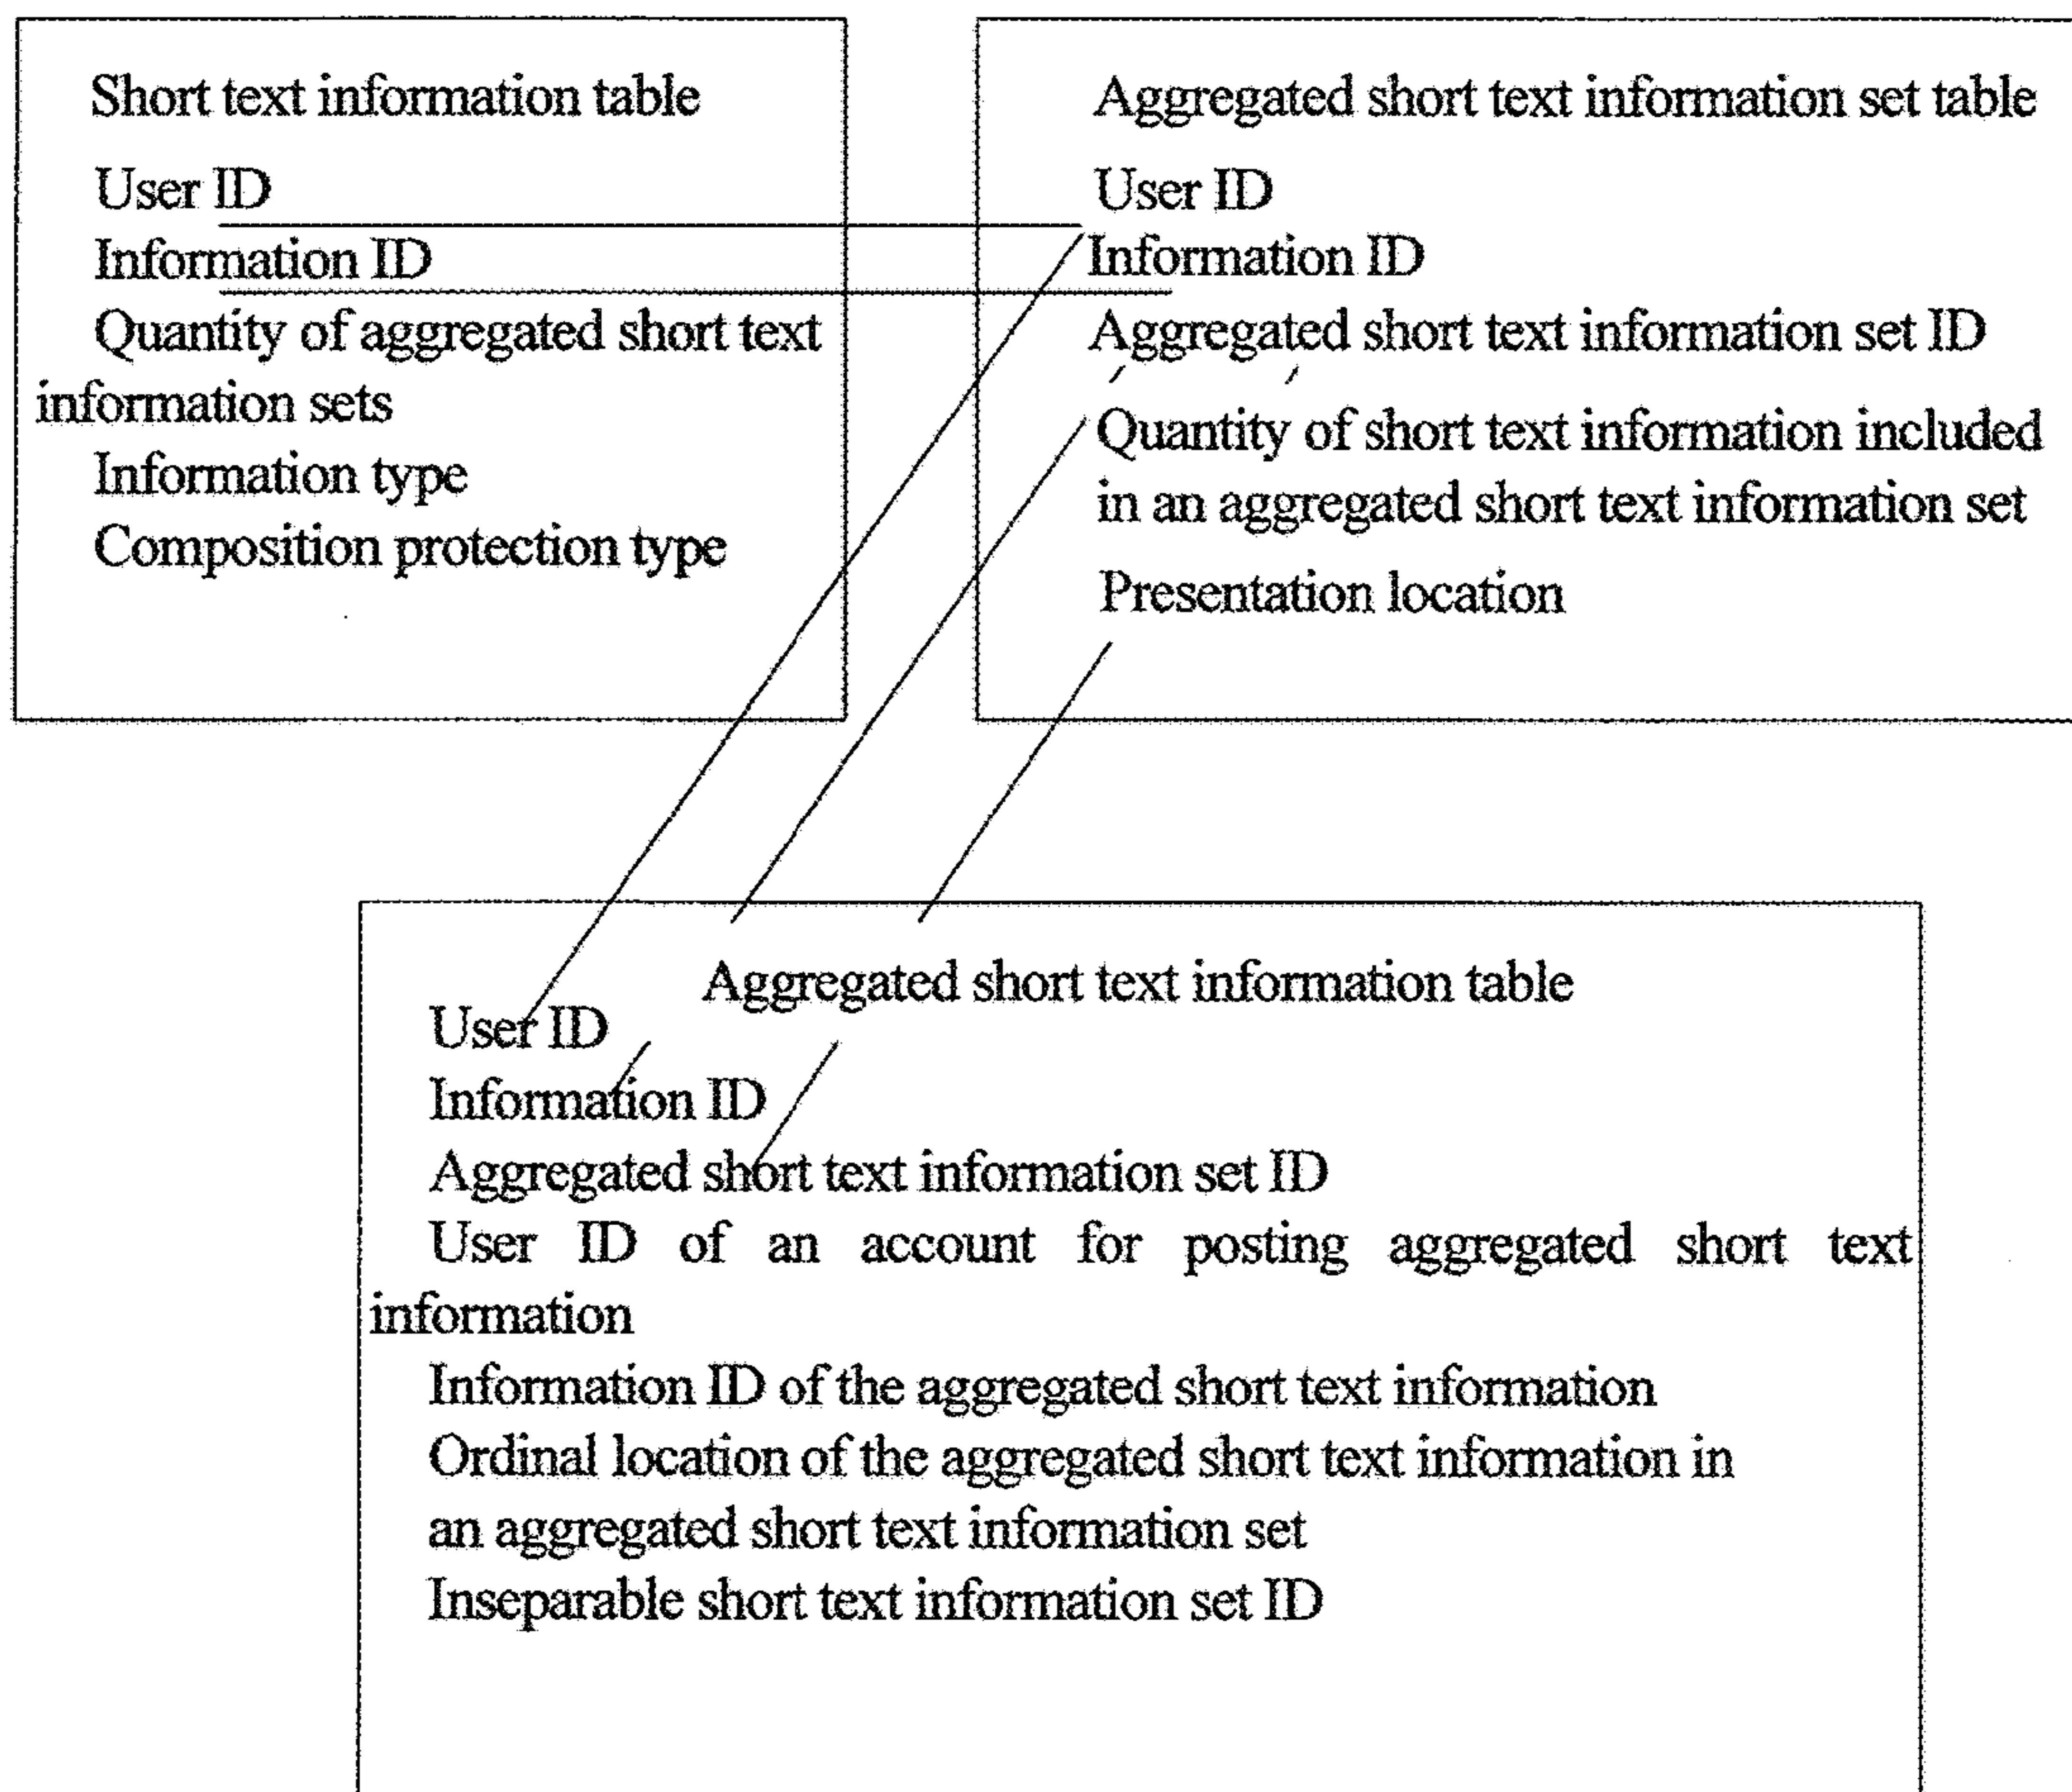 Short text information table
User ID
Information ID
Quantity of aggregated short text
information sets
Information type
Composition protection type
Aggregated short text information set table
User ID
Information ID
Aggregated short text information set ID
Quantity of short text information included
in an aggregated short text information set
Presentation location
Aggregated short text information table
User ID
Information ID
Aggregated short text information set ID
User ID of an account for posting aggregated short text
information
Information ID of the aggregated short text information
Ordinal location of the aggregated short text information in
an aggregated short text information set
Inseparable short text information set ID